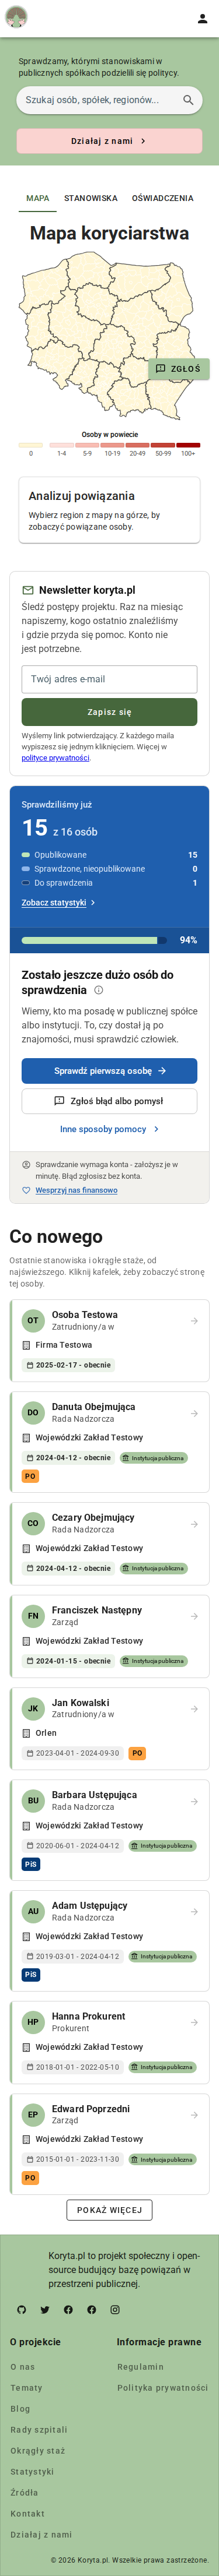 Sprawdzamy, którymi stanowiskami w
publicznych spółkach podzielili się politycy.
Szukaj osób, spółek, regionów...
Działaj z nami
MAPA STANOWISKA OŚWIADCZENIA
Mapa koryciarstwa
ZGŁOŚ
Osoby w powiecie
0 1-4 5-9 10-19 20-49 50-99 100+
Analizuj powiązania
Wybierz region z mapy na górze, by
zobaczyć powiązane osoby.
Newsletter koryta.pl
Śledź postępy projektu. Raz na miesiąc
napiszemy, kogo ostatnio znaleźliśmy
i gdzie przyda się pomoc. Konto nie
jest potrzebne.
Twój adres e-mail
Zapisz się
Wyślemy link potwierdzający. Z każdego maila
wypiszesz się jednym kliknięciem. Więcej w
polityce prywatności.
Sprawdziliśmy już
15 z 16 osób
Opublikowane 15
Sprawdzone, nieopublikowane 0
Do sprawdzenia 1
Zobacz statystyki
94%
Zostało jeszcze dużo osób do
sprawdzenia
Wiemy, kto ma posadę w publicznej spółce
albo instytucji. To, czy dostał ją po
znajomości, musi sprawdzić człowiek.
Sprawdź pierwszą osobę
Zgłoś błąd albo pomysł
Inne sposoby pomocy
Sprawdzanie wymaga konta - założysz je w
minutę. Błąd zgłosisz bez konta.
Wesprzyj nas finansowo
Co nowego
Ostatnie stanowiska i okrągłe staże, od
najświeższego. Kliknij kafelek, żeby zobaczyć stronę
tej osoby.
OT
Osoba Testowa
Zatrudniony/a w
Firma Testowa
2025-02-17 - obecnie
DO
Danuta Obejmująca
Rada Nadzorcza
Wojewódzki Zakład Testowy
2024-04-12 - obecnie Instytucja publiczna
PO
CO
Cezary Obejmujący
Rada Nadzorcza
Wojewódzki Zakład Testowy
2024-04-12 - obecnie Instytucja publiczna
FN
Franciszek Następny
Zarząd
Wojewódzki Zakład Testowy
2024-01-15 - obecnie Instytucja publiczna
JK
Jan Kowalski
Zatrudniony/a w
Orlen
2023-04-01 - 2024-09-30 PO
BU
Barbara Ustępująca
Rada Nadzorcza
Wojewódzki Zakład Testowy
2020-06-01 - 2024-04-12 Instytucja publiczna
PiS
AU
Adam Ustępujący
Rada Nadzorcza
Wojewódzki Zakład Testowy
2019-03-01 - 2024-04-12 Instytucja publiczna
PiS
HP
Hanna Prokurent
Prokurent
Wojewódzki Zakład Testowy
2018-01-01 - 2022-05-10 Instytucja publiczna
EP
Edward Poprzedni
Zarząd
Wojewódzki Zakład Testowy
2015-01-01 - 2023-11-30 Instytucja publiczna
PO
POKAŻ WIĘCEJ
Koryta.pl to projekt społeczny i open-
source budujący bazę powiązań w
przestrzeni publicznej.
O projekcie
O nas
Tematy
Blog
Rady szpitali
Okrągły staż
Statystyki
Źródła
Kontakt
Działaj z nami
Informacje prawne
Regulamin
Polityka prywatności
© 2026 Koryta.pl. Wszelkie prawa zastrzeżone.